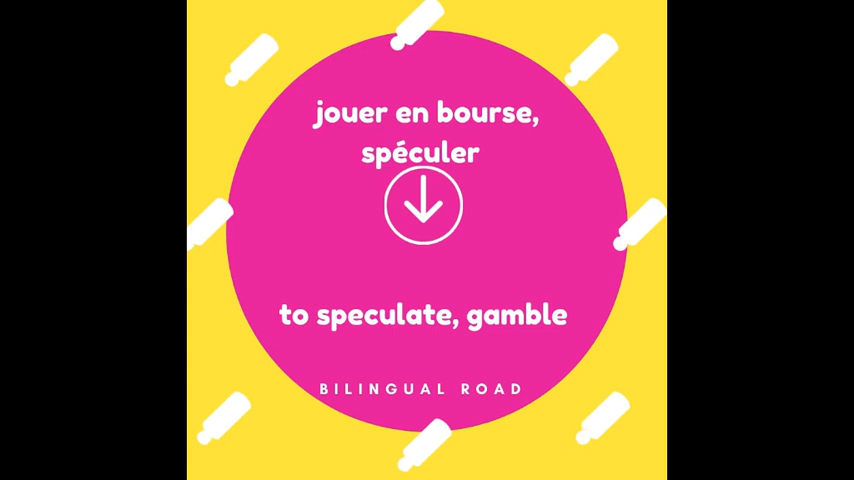 jouer en bourse,
spéculer
to speculate, gamble
BILINGUAL ROAD